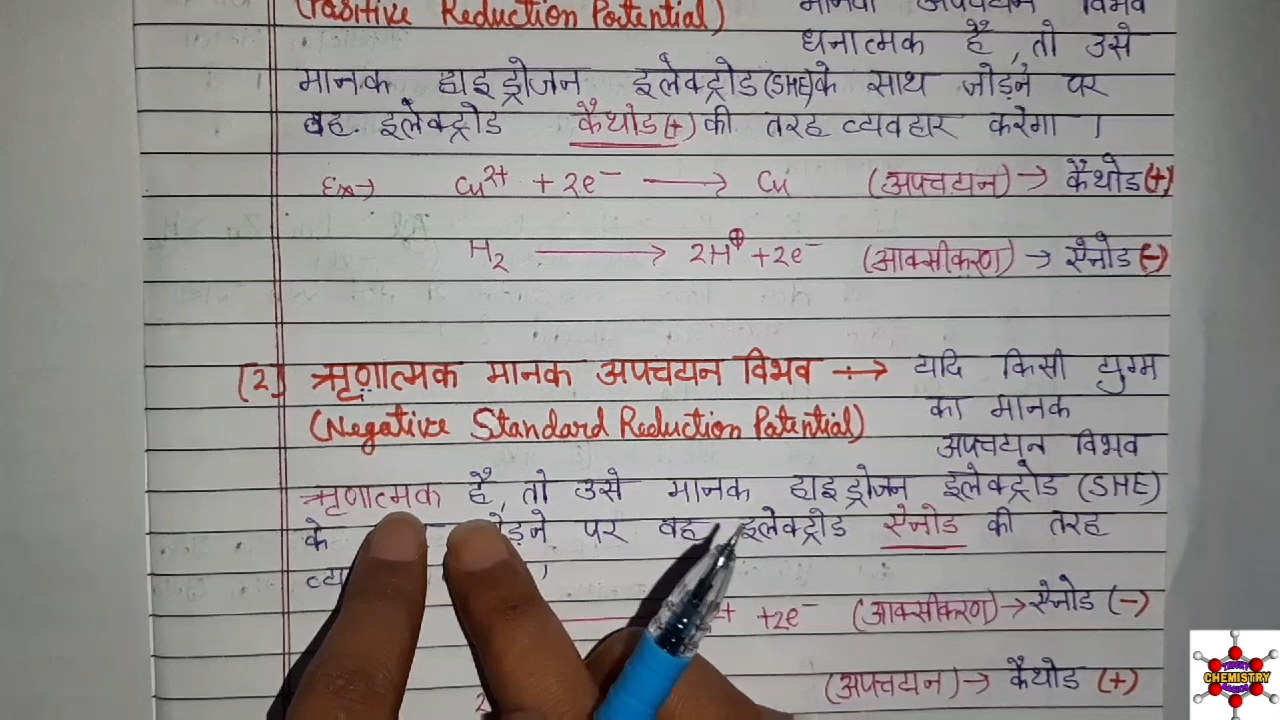 (Positive Reduction Potential) मानक अपचयन विभव
धनात्मक है, तो उसे
मानक हाइड्रोजन इलेक्ट्रोड (SHE) के साथ जोड़ने पर
वह इलेक्ट्रोड कैथोड (+) की तरह व्यवहार करेगा ।
Ex→ Cu²⁺ + 2e⁻ ⟶ Cu (अपचयन) → कैथोड (+)
H₂ ⟶ 2H⊕ + 2e⁻ (आक्सीकरण) → ऐनोड (-)
(2) ऋणात्मक मानक अपचयन विभव → यदि किसी युग्म
का मानक
(Negative Standard Reduction Potential)
अपचयन विभव
ऋणात्मक है, तो उसे मानक हाइड्रोजन इलेक्ट्रोड (SHE)
के पर वह इलेक्ट्रोड ऐनोड की तरह
+2e⁻ (आक्सीकरण) → ऐनोड (-)
(अपचयन) → कैथोड (+)
CHEMISTRY